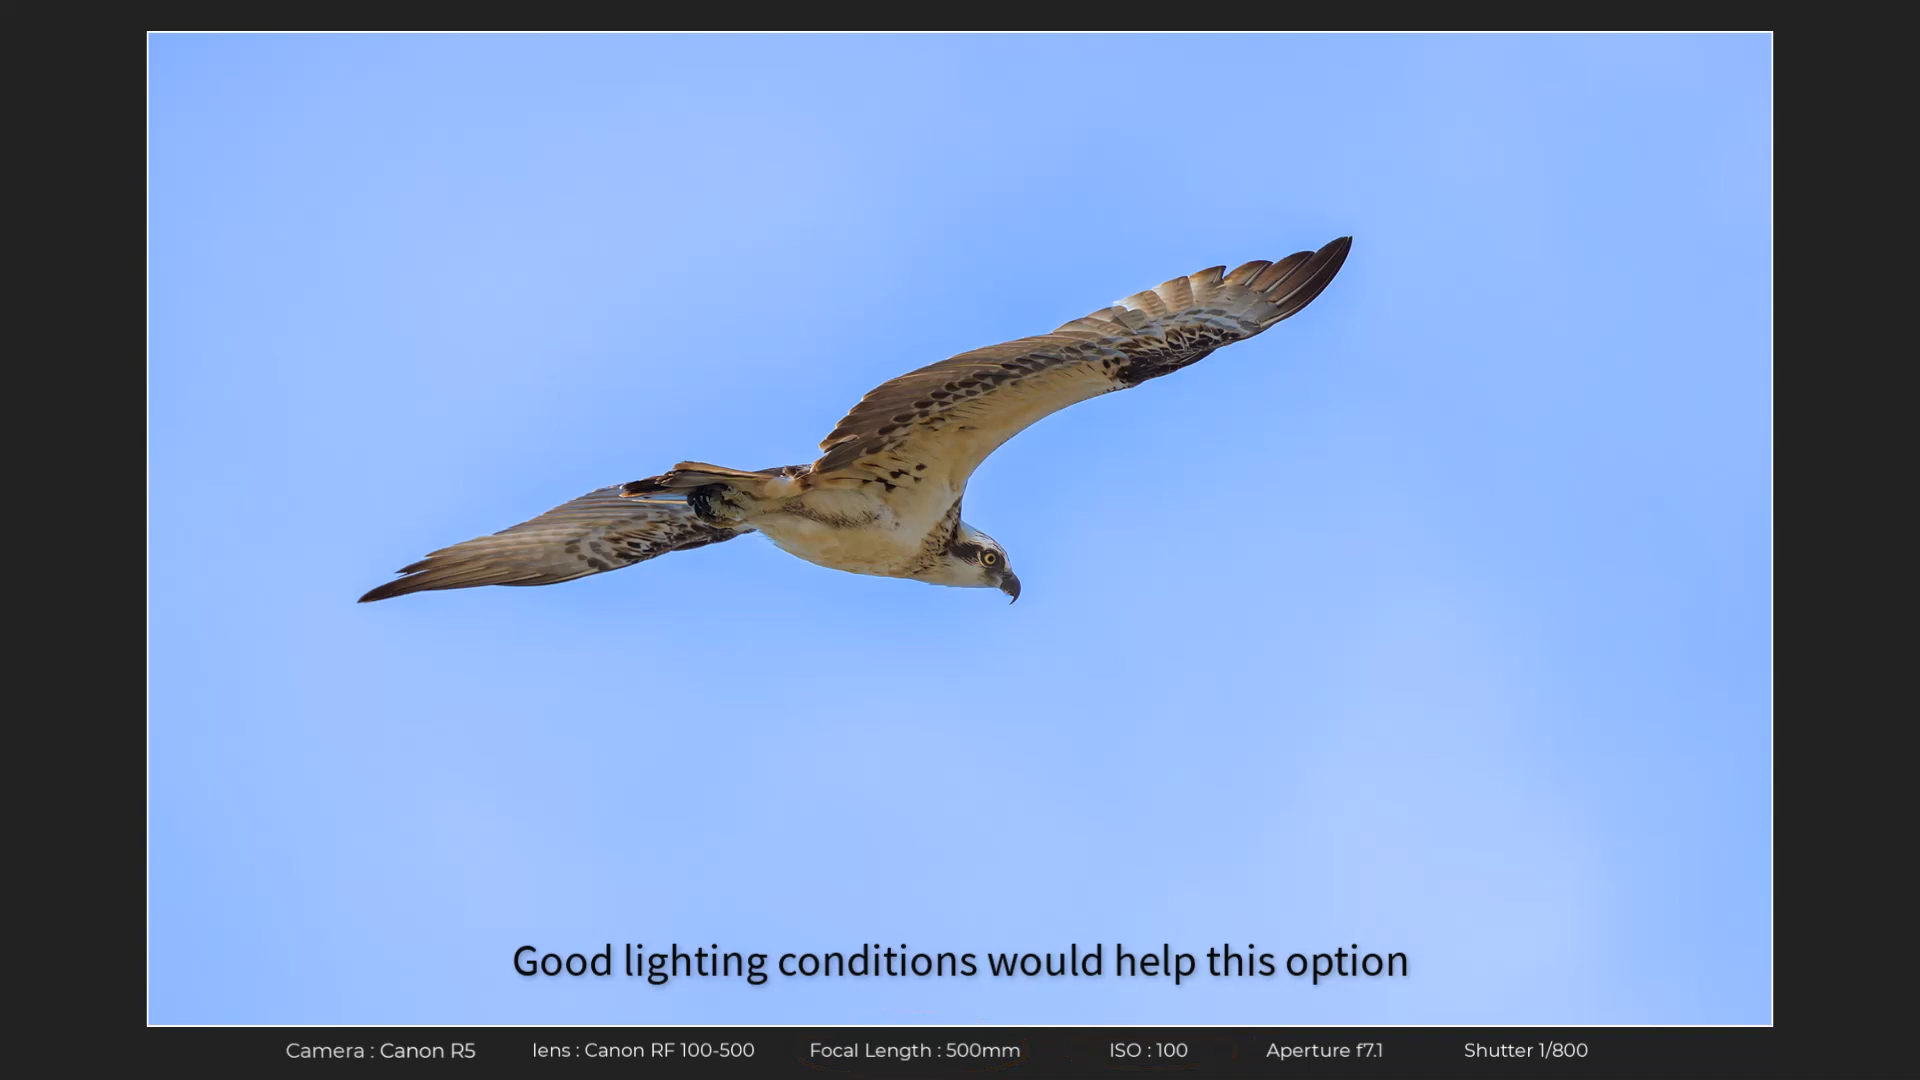 Good lighting conditions would help this option
Camera : Canon R5 lens : Canon RF 100-500 Focal Length : 500mm ISO : 100 Aperture f7.1 Shutter 1/800